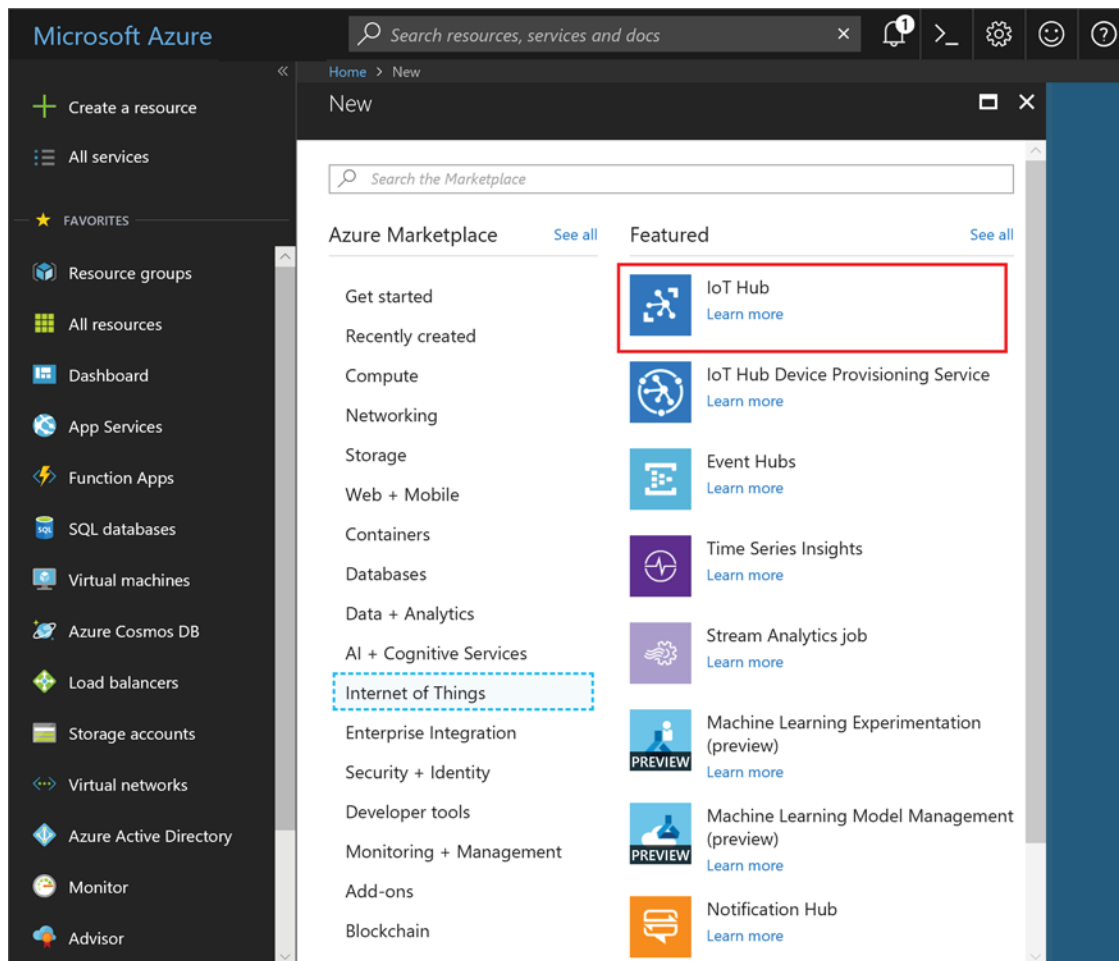 Microsoft Azure
Search resources, services and docs
1
Home > New
New
Create a resource
All services
FAVORITES
Resource groups
All resources
Dashboard
App Services
Function Apps
SQL
SQL databases
Virtual machines
Azure Cosmos DB
Load balancers
Storage accounts
Virtual networks
Azure Active Directory
Monitor
Advisor
Search the Marketplace
Azure Marketplace
See all
Get started
Recently created
Compute
Networking
Storage
Web + Mobile
Containers
Databases
Data + Analytics
AI + Cognitive Services
Internet of Things
Enterprise Integration
Security + Identity
Developer tools
Monitoring + Management
Add-ons
Blockchain
Featured
See all
IoT Hub
Learn more
IoT Hub Device Provisioning Service
Learn more
Event Hubs
Learn more
Time Series Insights
Learn more
Stream Analytics job
Learn more
PREVIEW
Machine Learning Experimentation
(preview)
Learn more
PREVIEW
Machine Learning Model Management
(preview)
Learn more
Notification Hub
Learn more